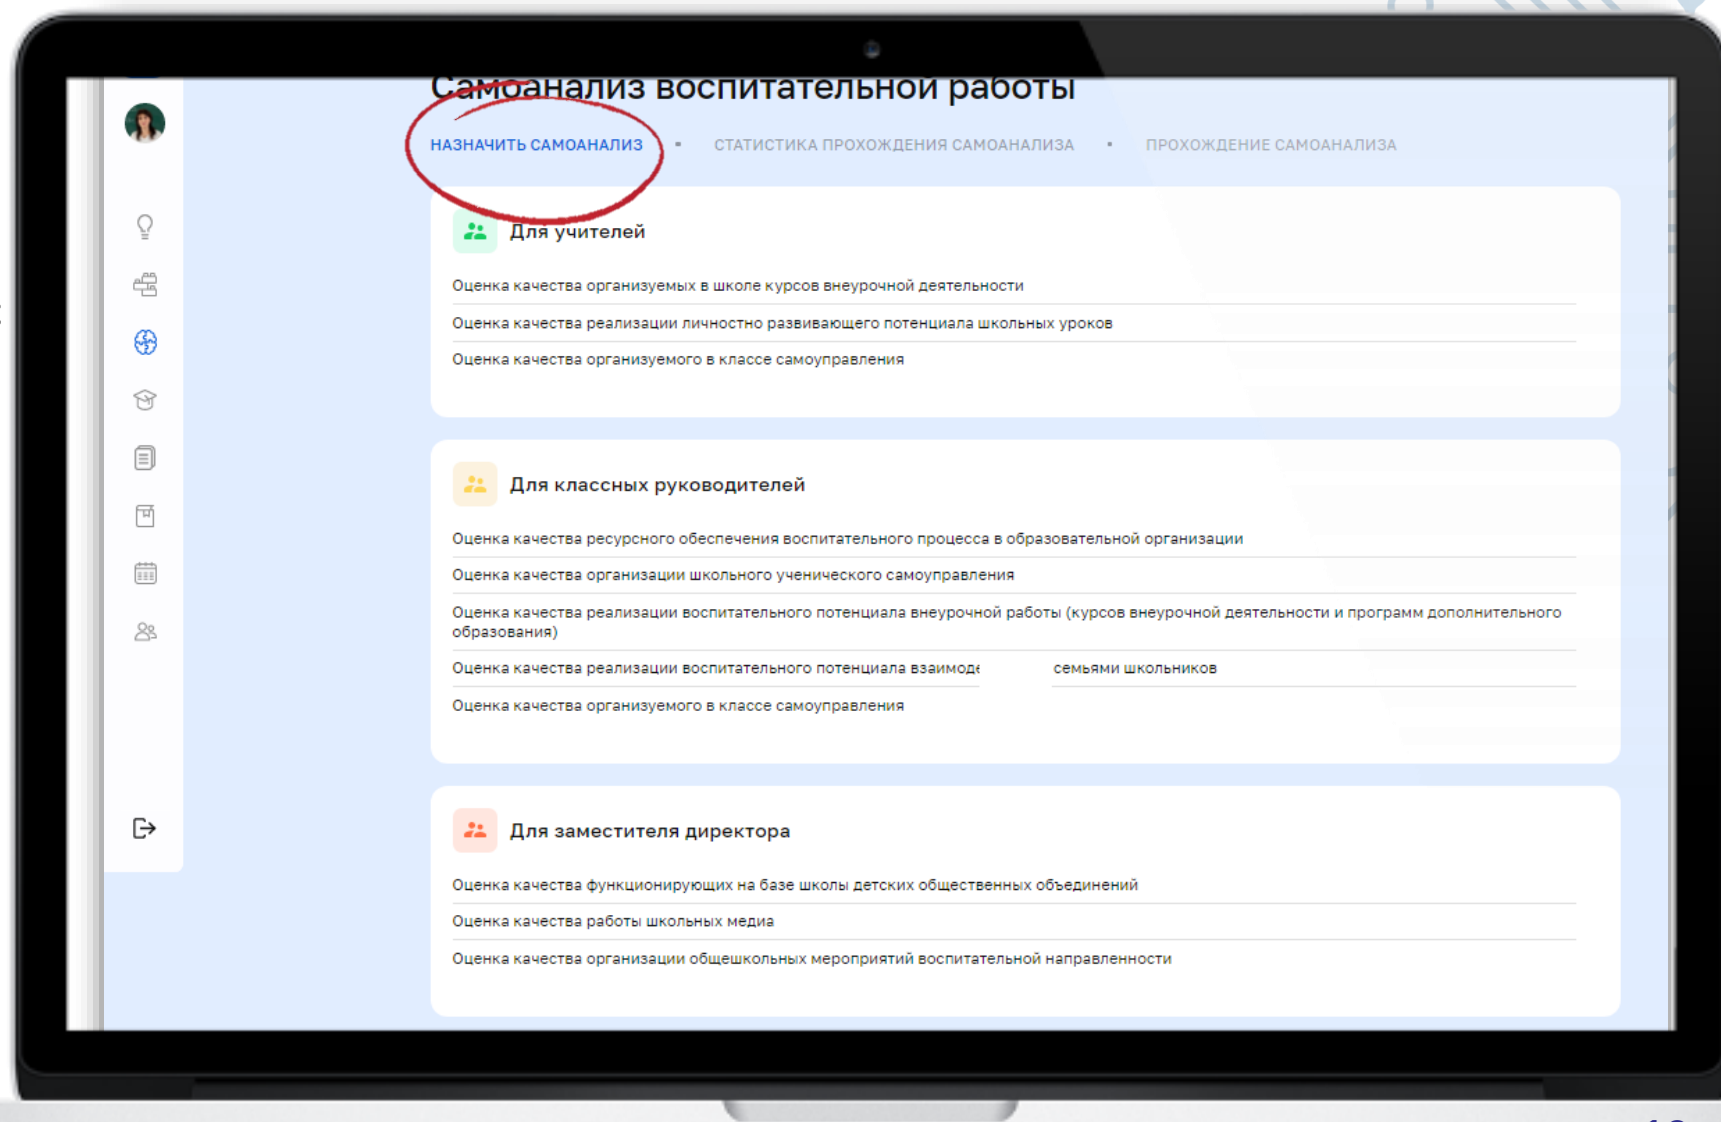 Самоанализ воспитательной работы
НАЗНАЧИТЬ САМОАНАЛИЗ
СТАТИСТИКА ПРОХОЖДЕНИЯ САМОАНАЛИЗА
ПРОХОЖДЕНИЕ САМОАНАЛИЗА
Для учителей
Оценка качества организуемых в школе курсов внеурочной деятельности
Оценка качества реализации личностно развивающего потенциала школьных уроков
Оценка качества организуемого в классе самоуправления
Для классных руководителей
Оценка качества ресурсного обеспечения воспитательного процесса в образовательной организации
Оценка качества организации школьного ученического самоуправления
Оценка качества реализации воспитательного потенциала внеурочной работы (курсов внеурочной деятельности и программ дополнительного
образования)
Оценка качества реализации воспитательного потенциала семьями школьников
Оценка качества организуемого в классе самоуправления
Для заместителя директора
Оценка качества функционирующих на базе школы детских общественных объединений
Оценка качества работы школьных медиа
Оценка качества организации общешкольных мероприятий воспитательной направленности